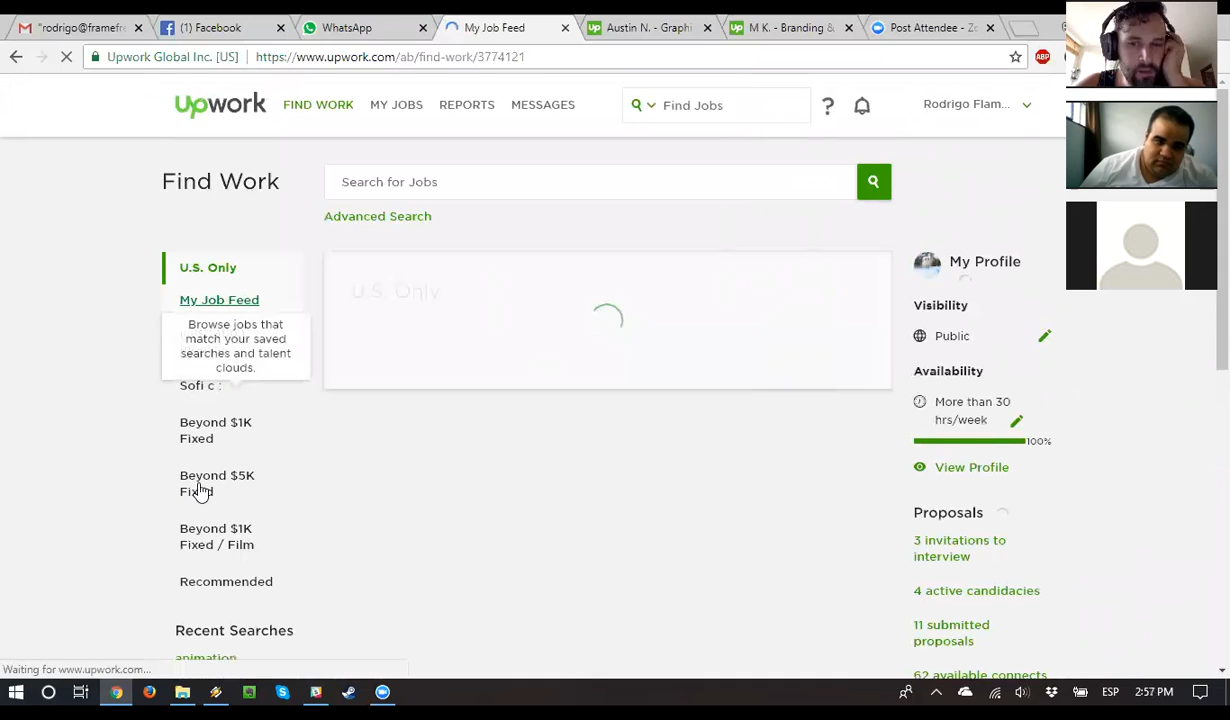 "rodrigo@framefr
(1) Facebook
WhatsApp
My Job Feed
Austin N. - Graphi
M K. - Branding &
Post Attendee - Ze
Upwork Global Inc. [US]
https://www.upwork.com/ab/find-work/3774121
ABP
upwork
FIND WORK
MY JOBS
REPORTS
MESSAGES
Find Jobs
?
Rodrigo Flam...
Find Work
Search for Jobs
Advanced Search
U.S. Only
My Job Feed
Browse jobs that
match your saved
searches and talent
clouds.
Sofi c :
Beyond $1K
Fixed
Beyond $5K
Fixed
Beyond $1K
Fixed / Film
Recommended
Recent Searches
animation
U.S. Only
My Profile
Visibility
Public
Availability
More than 30
hrs/week
100%
View Profile
Proposals
3 invitations to
interview
4 active candidacies
11 submitted
proposals
62 available connects
Waiting for www.upwork.com...
ESP
2:57 PM